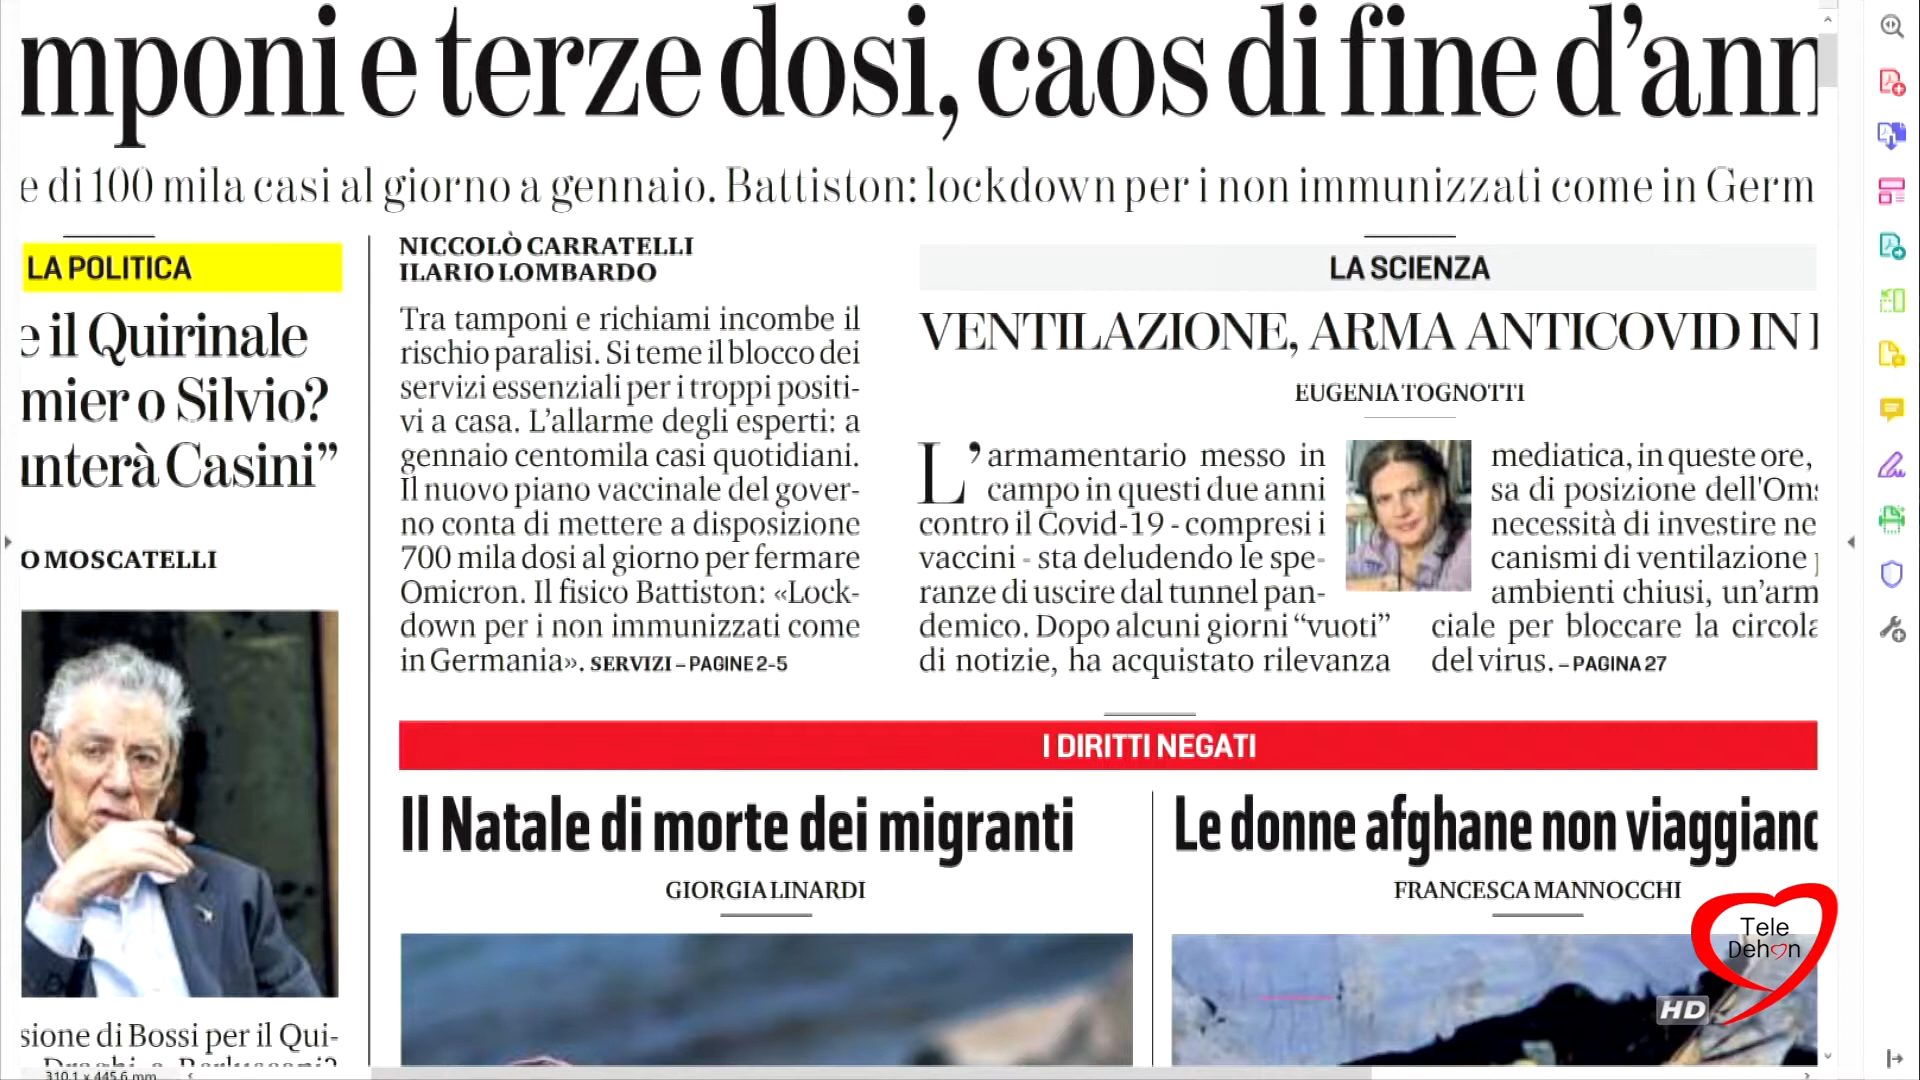 mponi e terze dosi, caos di fine d'ann
e di 100 mila casi al giorno a gennaio. Battiston: lockdown per i non immunizzati come in Germ
LA POLITICA
e il Quirinale
mier o Silvio?
unterà Casini”
O MOSCATELLI
sione di Bossi per il Qui-
NICCOLÒ CARRATELLI
ILARIO LOMBARDO
Tra tamponi e richiami incombe il
rischio paralisi. Si teme il blocco dei
servizi essenziali per i troppi positi-
vi a casa. L’allarme degli esperti: a
gennaio centomila casi quotidiani.
Il nuovo piano vaccinale del gover-
no conta di mettere a disposizione
700 mila dosi al giorno per fermare
Omicron. Il fisico Battiston: «Lock-
down per i non immunizzati come
in Germania». SERVIZI – PAGINE 2-5
LA SCIENZA
VENTILAZIONE, ARMA ANTICOVID IN
EUGENIA TOGNOTTI
L’armamentario messo in
campo in questi due anni
contro il Covid-19 - compresi i
vaccini - sta deludendo le spe-
ranze di uscire dal tunnel pan-
demico. Dopo alcuni giorni “vuoti”
di notizie, ha acquistato rilevanza
mediatica, in queste ore,
sa di posizione dell'Oms
necessità di investire ne
canismi di ventilazione
ambienti chiusi, un’arm
ciale per bloccare la circola
del virus. – PAGINA 27
I DIRITTI NEGATI
Il Natale di morte dei migranti
GIORGIA LINARDI
Le donne afghane non viaggiano
FRANCESCA MANNOCCHI
Tele
Dehon
HD
310,1 x 445,6 mm